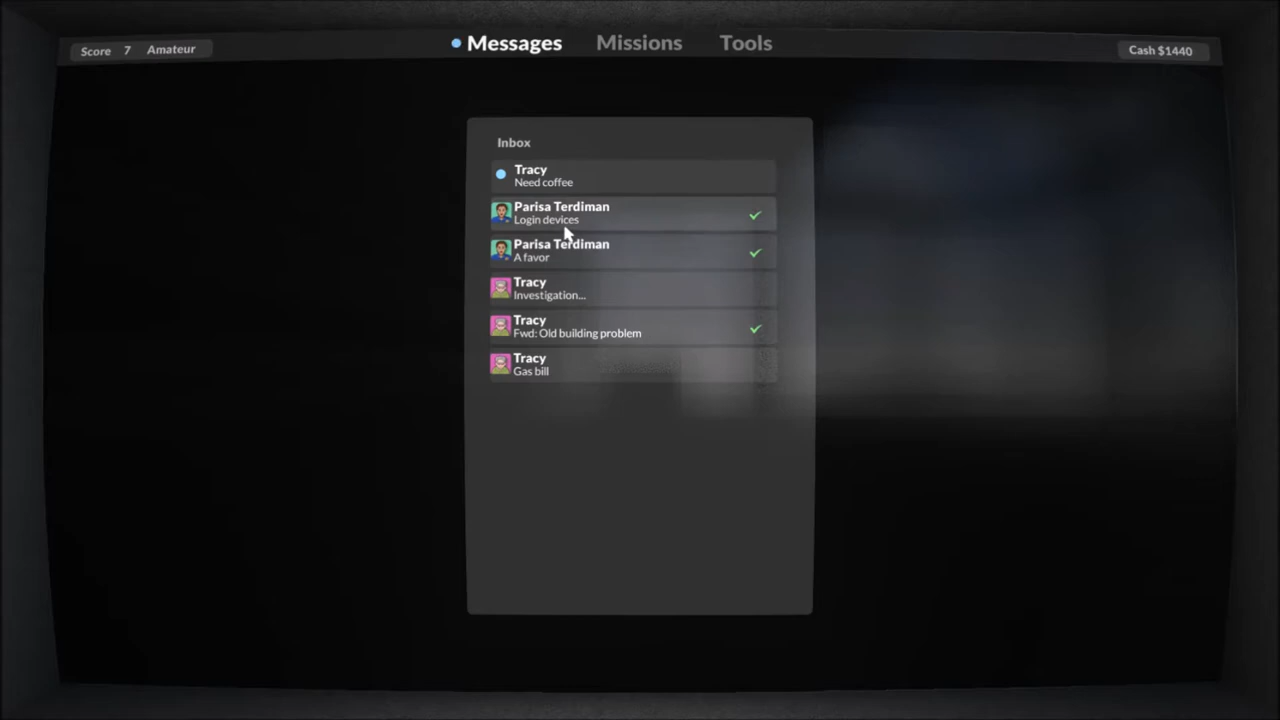 Score 7 Amateur
Messages Missions Tools
Cash $1440
Inbox
Tracy
Need coffee
Parisa Terdiman
Login devices
Parisa Terdiman
A favor
Tracy
Investigation...
Tracy
Fwd: Old building problem
Tracy
Gas bill